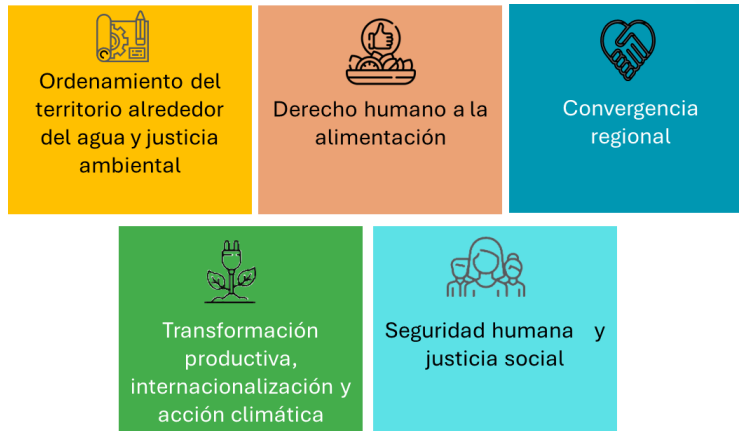 Ordenamiento del
territorio alrededor
del agua y justicia
ambiental
Derecho humano a la
alimentación
Convergencia
regional
Transformación
productiva,
internacionalización y
acción climática
Seguridad humana y
justicia social